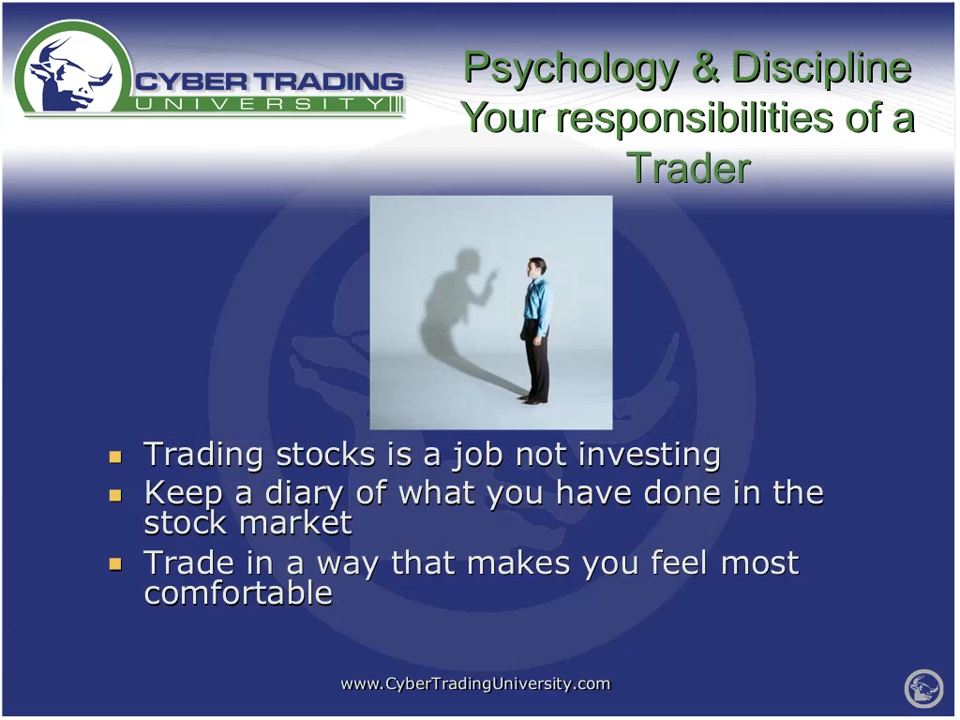 CYBER TRADING
UNIVERSITY
Psychology & Discipline
Your responsibilities of a
Trader
Trading stocks is a job not investing
Keep a diary of what you have done in the
stock market
Trade in a way that makes you feel most
comfortable
www.CyberTradingUniversity.com